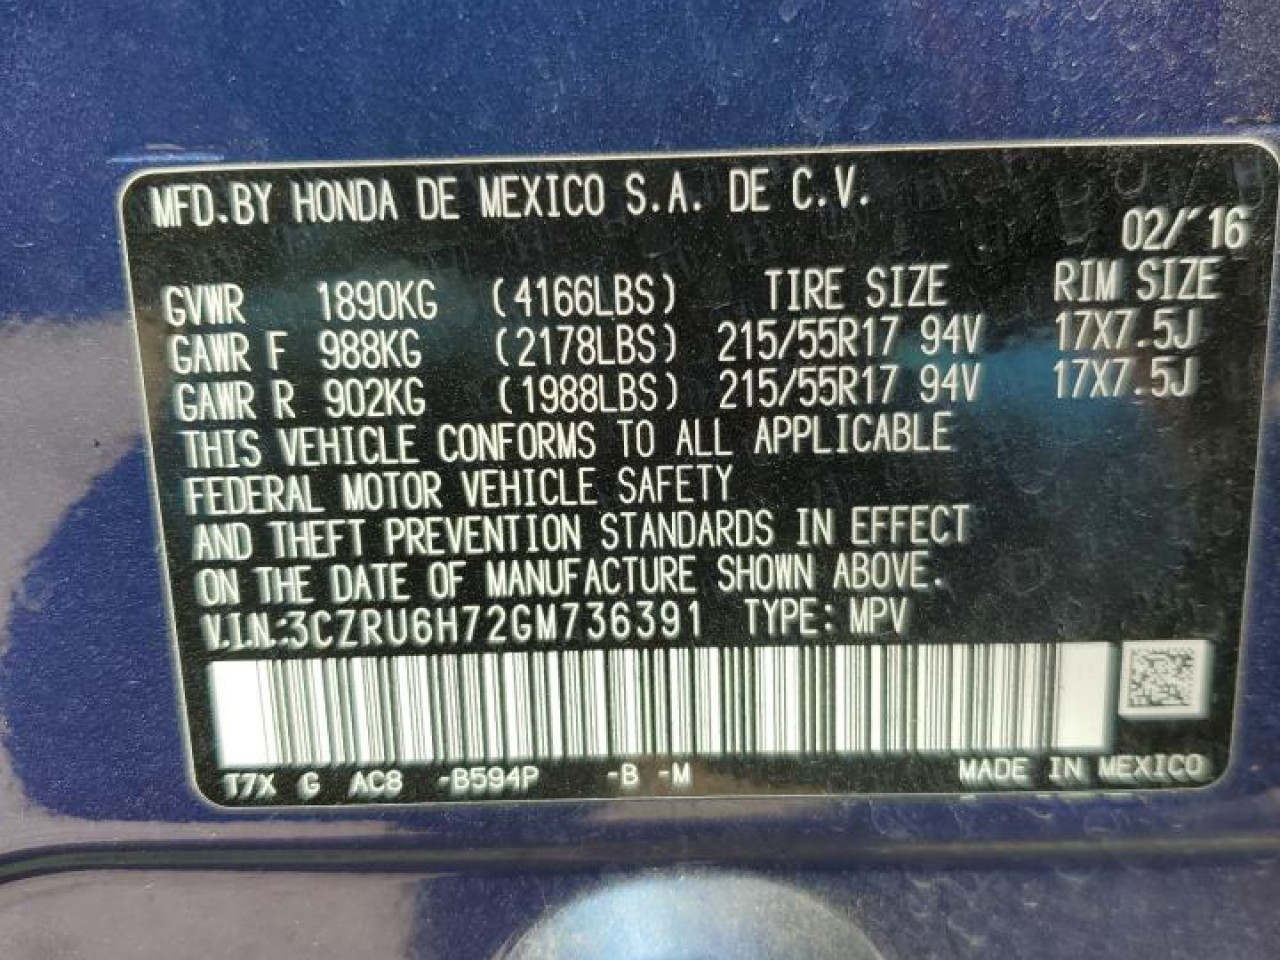 MFD.BY HONDA DE MEXICO S.A. DE C.V.
02/'16
GVWR 1890KG (4166LBS) TIRE SIZE RIM SIZE
GAWR F 988KG (2178LBS) 215/55R17 94V 17X7.5J
GAWR R 902KG (1988LBS) 215/55R17 94V 17X7.5J
THIS VEHICLE CONFORMS TO ALL APPLICABLE
FEDERAL MOTOR VEHICLE SAFETY
AND THEFT PREVENTION STANDARDS IN EFFECT
ON THE DATE OF MANUFACTURE SHOWN ABOVE.
V.I.N.:3CZRU6H72GM736391 TYPE: MPV
T7X G AC8 -B594P -B -M MADE IN MEXICO